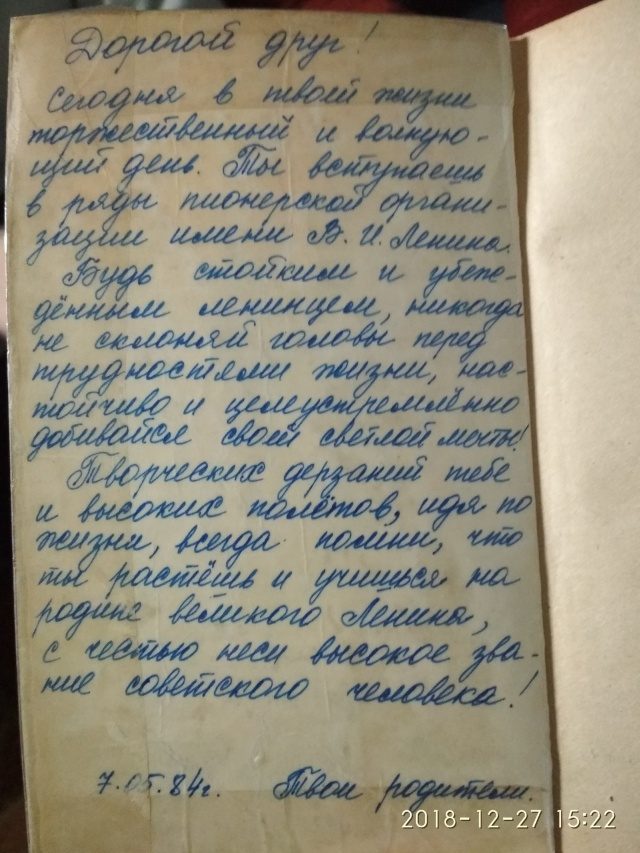 Дорогой друг!
Сегодня в твоей жизни
торжественный и волную-
щий день. Ты вступаешь
в ряды пионерской органи-
зации имени В. И. Ленина.
Будь стойким и убеж-
дённым ленинцем, никогда
не склоняй головы перед
трудностями жизни, нас-
тойчиво и целеустремлённо
добивайся своей светлой мечты!
Творческих дерзаний тебе
и высоких полётов, идя по
жизни, всегда помни, что
ты растёшь и учишься на
родине великого Ленина,
с честью неси высокое зва-
ние советского человека!
7.05.84г. Твои родители.
2018-12-27 15:22